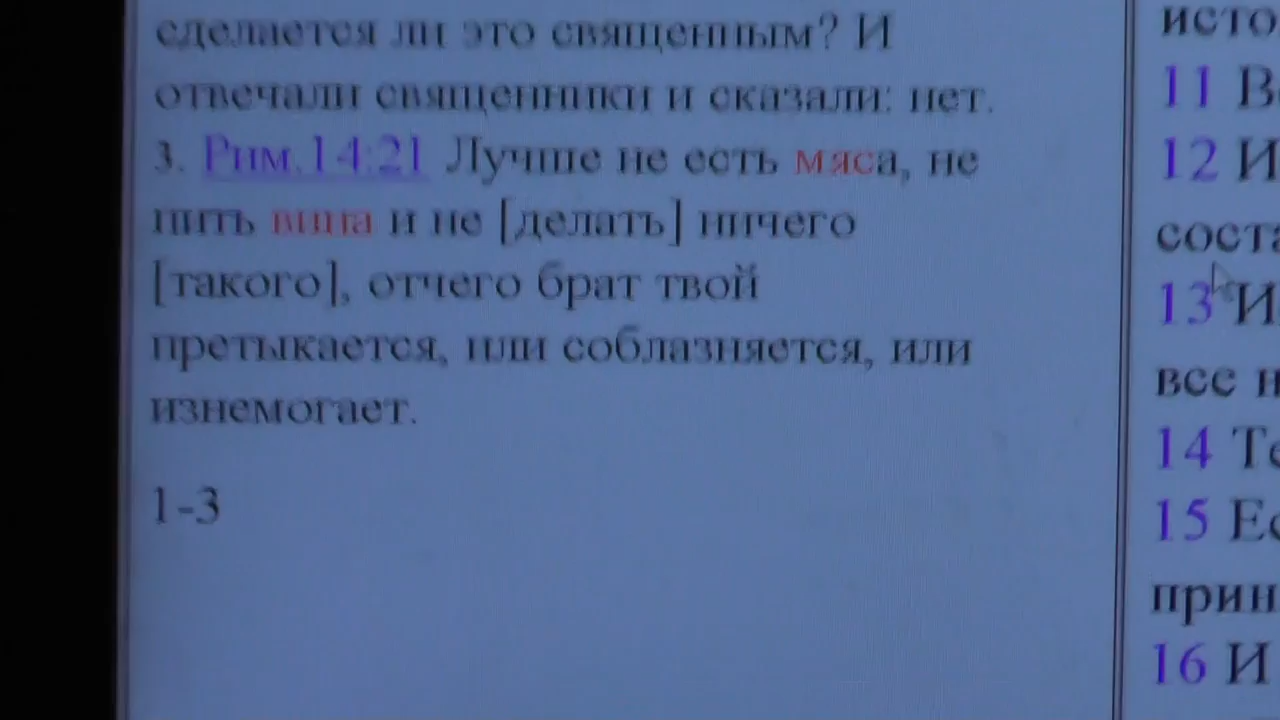 сделается ли это священным? И
отвечали священники и сказали: нет.
3. Рим.14:21 Лучше не есть мяса, не
пить вина и не [делать] ничего
[такого], отчего брат твой
претыкается, или соблазняется, или
изнемогает.
1-3
исто
11 В
12 И
соста
13 И
все н
14 Те
15 Ес
прин
16 И